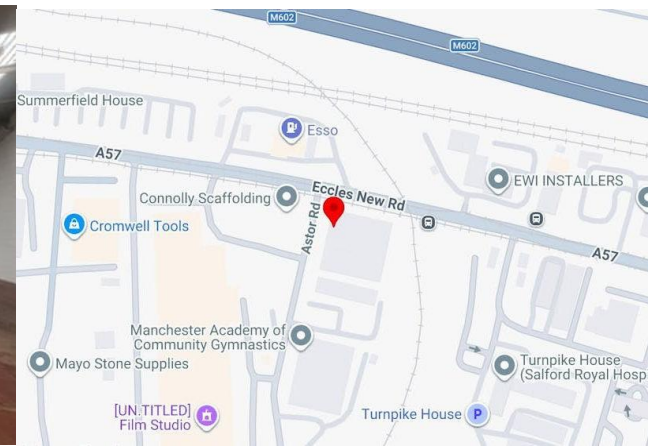 M602
M602
Summerfield House
Esso
A57
Eccles New Rd
EWI INSTALLERS
Connolly Scaffolding
Astor Rd
Cromwell Tools
A57
Manchester Academy of
Community Gymnastics
Mayo Stone Supplies
Turnpike House
(Salford Royal Hosp
[UN.TITLED]
Film Studio
Turnpike House
P